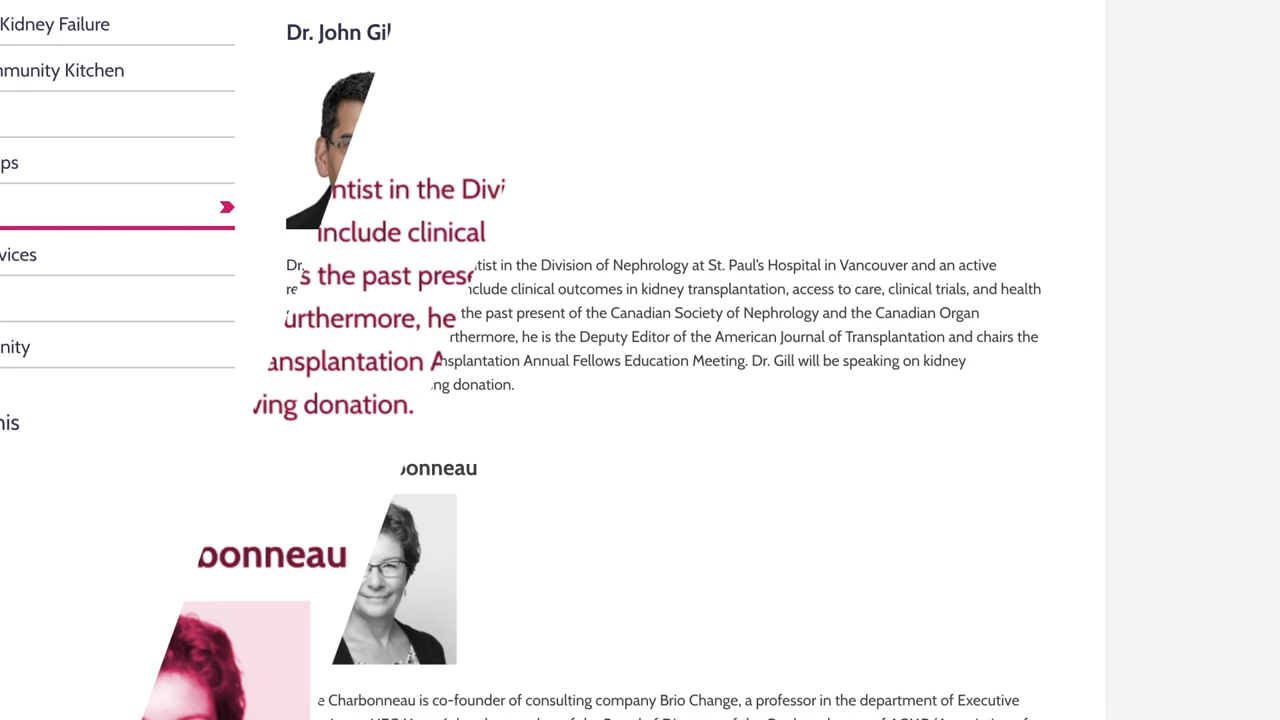 Kidney Failure
mmunity Kitchen
ps
vices
nity
his
Dr. John Gil
ntist in the Divi
include clinical
s the past prese
urthermore, he
ansplantation A
ving donation.
Dr.
tist in the Division of Nephrology at St. Paul's Hospital in Vancouver and an active
re
nclude clinical outcomes in kidney transplantation, access to care, clinical trials, and health
the past present of the Canadian Society of Nephrology and the Canadian Organ
rthermore, he is the Deputy Editor of the American Journal of Transplantation and chairs the
nsplantation Annual Fellows Education Meeting. Dr. Gill will be speaking on kidney
ng donation.
bonneau
bonneau
e Charbonneau is co-founder of consulting company Brio Change, a professor in the department of Executive